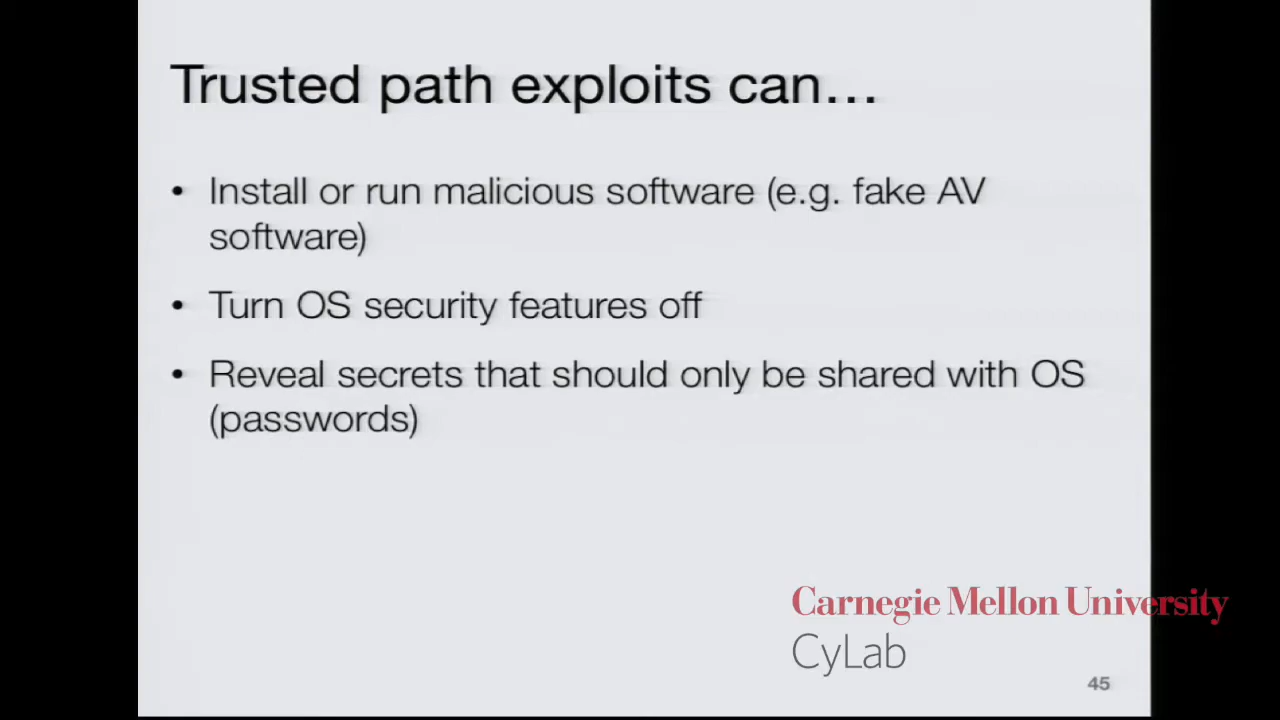 Trusted path exploits can…
• Install or run malicious software (e.g. fake AV
software)
• Turn OS security features off
• Reveal secrets that should only be shared with OS
(passwords)
Carnegie Mellon University
CyLab
45